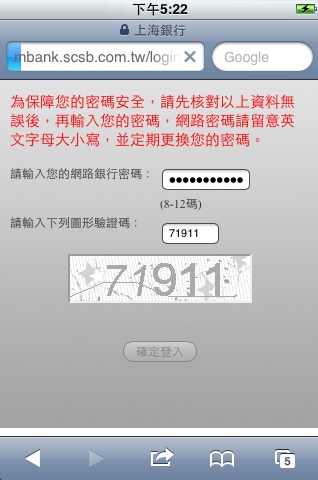 下午5:22
上海銀行
mbank.scsb.com.tw/login
Google
為保障您的密碼安全，請先核對以上資料無
誤後，再輸入您的密碼，網路密碼請留意英
文字母大小寫，並定期更換您的密碼。
請輸入您的網路銀行密碼：
●●●●●●●●●●●
(8-12碼)
請輸入下列圖形驗證碼：
71911
71911
確定登入
5